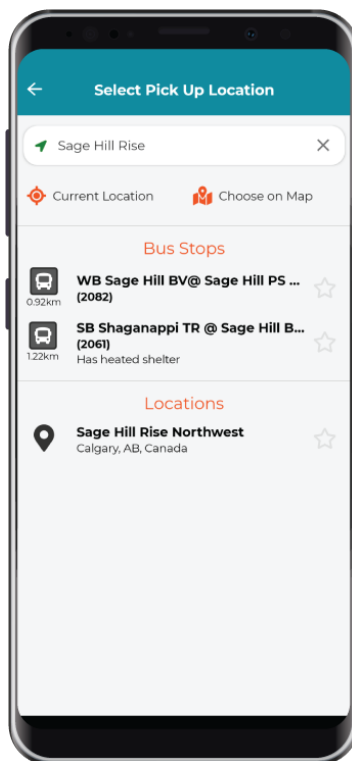 Select Pick Up Location
Sage Hill Rise
Current Location
Choose on Map
Bus Stops
WB Sage Hill BV@ Sage Hill PS ...
(2082)
0.92km
SB Shaganappi TR @ Sage Hill B...
(2061)
1.22km
Has heated shelter
Locations
Sage Hill Rise Northwest
Calgary, AB, Canada